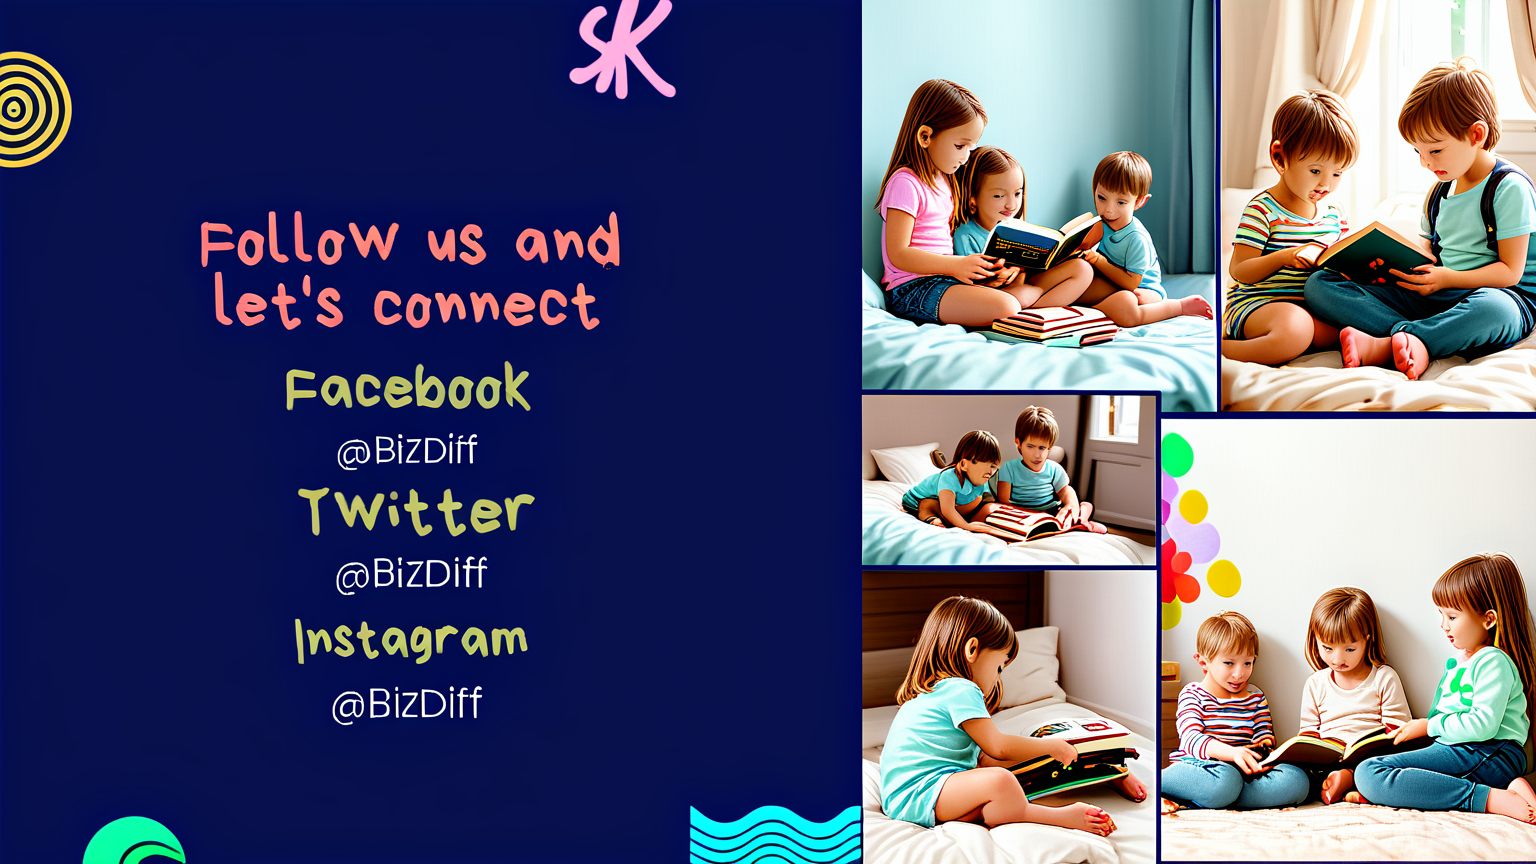 Follow us and
let's connect
Facebook
@BizDiff
Twitter
@BizDiff
Instagram
@BizDiff